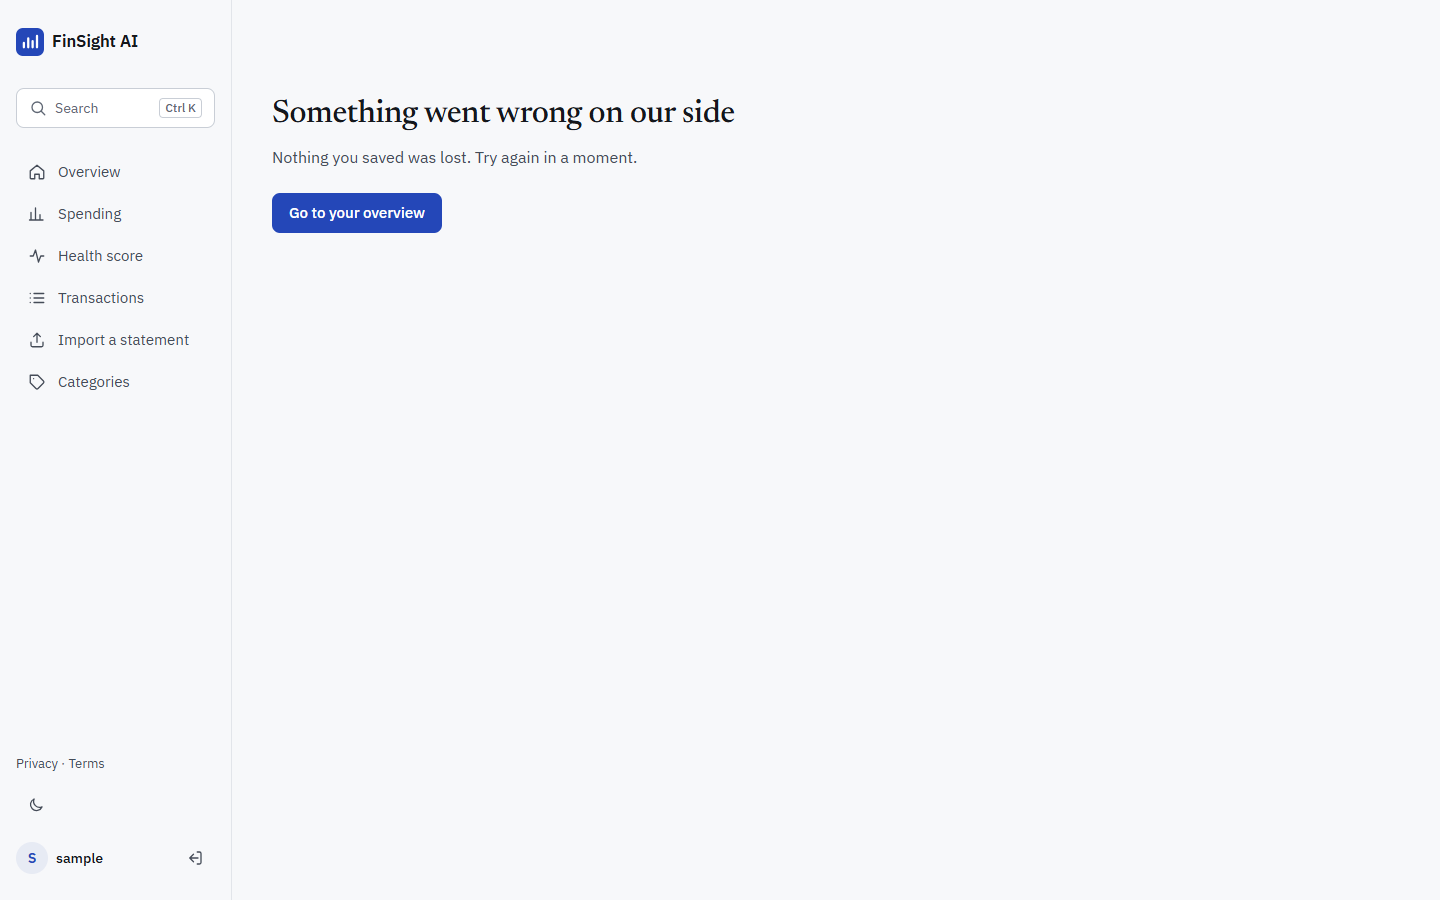 FinSight AI
Search
Ctrl K
Overview
Spending
Health score
Transactions
Import a statement
Categories
Something went wrong on our side
Nothing you saved was lost. Try again in a moment.
Go to your overview
Privacy · Terms
S
sample